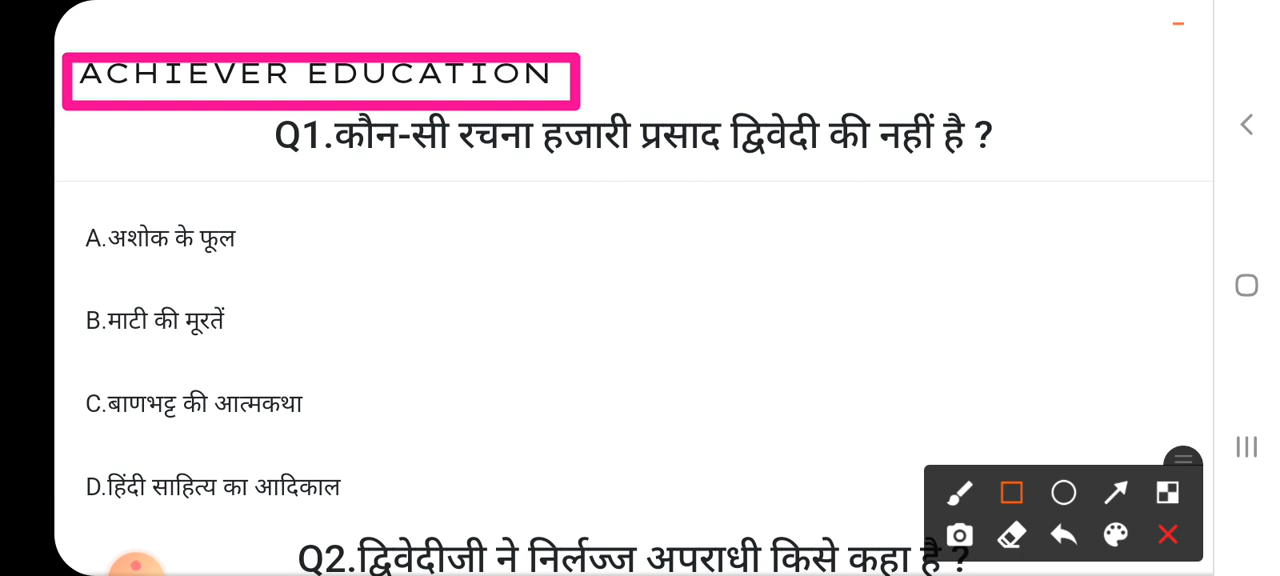 ACHIEVER EDUCATION
Q1.कौन-सी रचना हजारी प्रसाद द्विवेदी की नहीं है ?
A.अशोक के फूल
B.माटी की मूरतें
C.बाणभट्ट की आत्मकथा
D.हिंदी साहित्य का आदिकाल
Q2.द्विवेदीजी ने निर्लज्ज अपराधी किसे कहा है ?